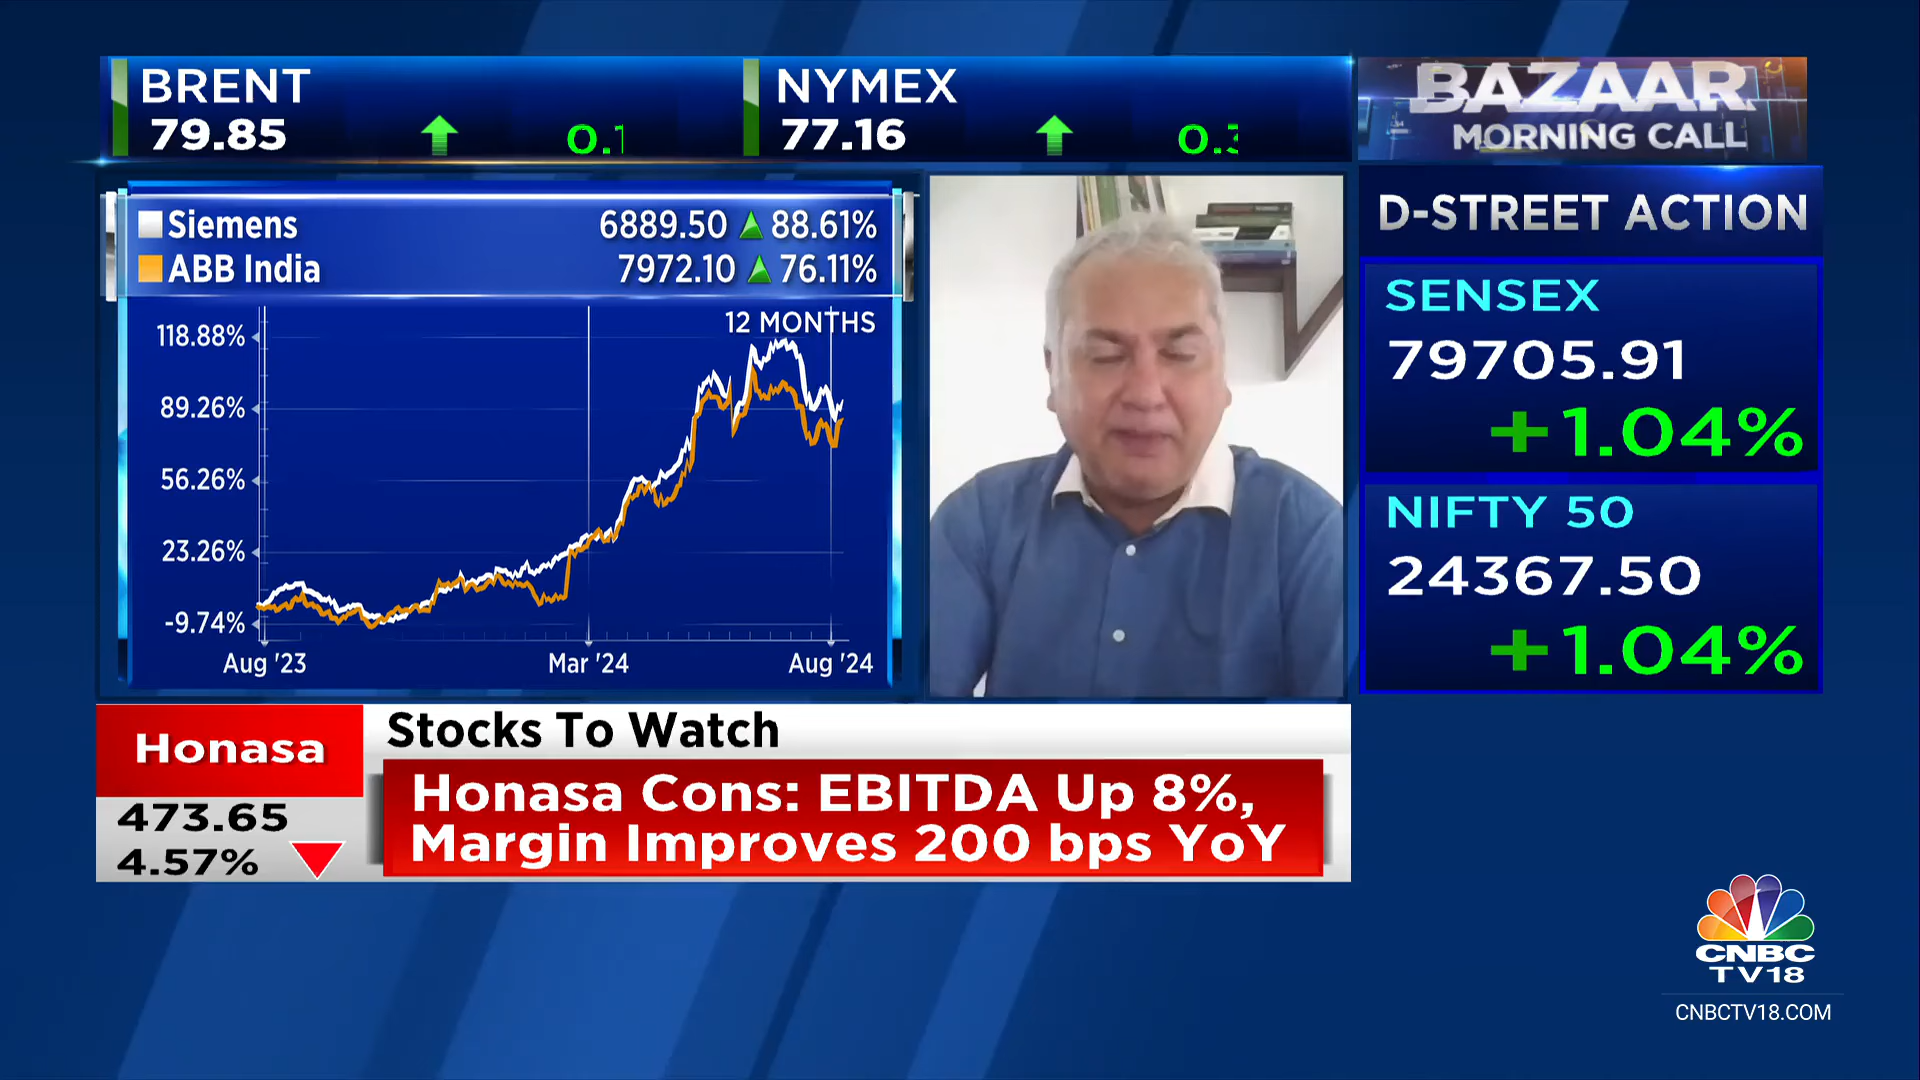 BRENT
79.85
0.1
NYMEX
77.16
BAZAAR
MORNING CALL
Siemens 6889.50 88.61%
ABB India 7972.10 76.11%
12 MONTHS
118.88%
89.26%
56.26%
23.26%
-9.74%
Aug '23 Mar '24 Aug '24
D-STREET ACTION
SENSEX
79705.91
+1.04%
NIFTY 50
24367.50
+1.04%
Honasa
473.65
4.57%
Stocks To Watch
Honasa Cons: EBITDA Up 8%,
Margin Improves 200 bps YoY
CNBC
TV18
CNBCTV18.COM